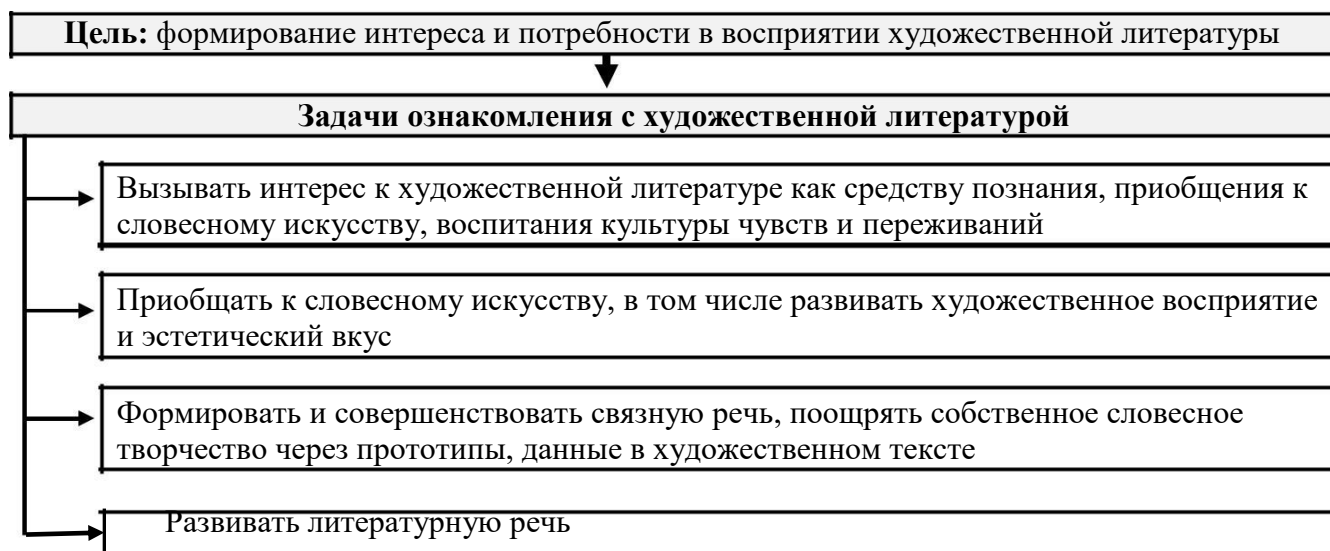 Цель: формирование интереса и потребности в восприятии художественной литературы
Задачи ознакомления с художественной литературой
Вызывать интерес к художественной литературе как средству познания, приобщения к
словесному искусству, воспитания культуры чувств и переживаний
Приобщать к словесному искусству, в том числе развивать художественное восприятие
и эстетический вкус
Формировать и совершенствовать связную речь, поощрять собственное словесное
творчество через прототипы, данные в художественном тексте
Развивать литературную речь